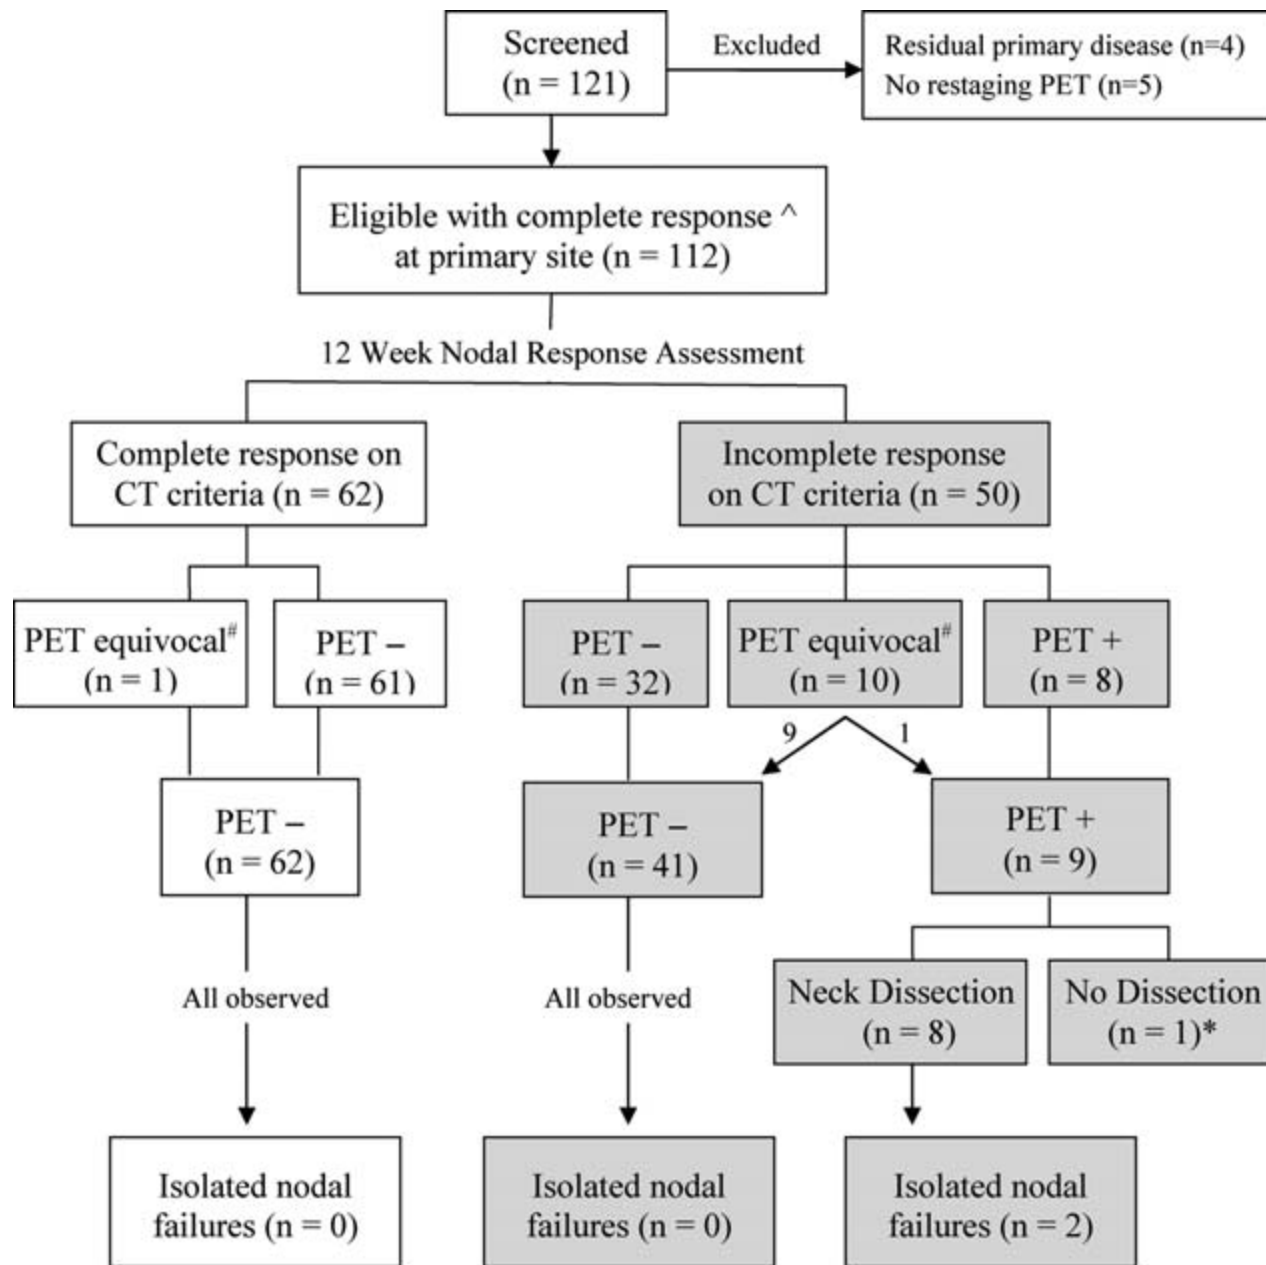 Screened
(n = 121)
Excluded
Residual primary disease (n=4)
No restaging PET (n=5)
Eligible with complete response ^
at primary site (n = 112)
12 Week Nodal Response Assessment
Complete response on
CT criteria (n = 62)
Incomplete response
on CT criteria (n = 50)
PET equivocal#
(n = 1)
PET –
(n = 61)
PET –
(n = 32)
PET equivocal#
(n = 10)
PET +
(n = 8)
9
1
PET –
(n = 62)
PET –
(n = 41)
PET +
(n = 9)
All observed
All observed
Neck Dissection
(n = 8)
No Dissection
(n = 1)*
Isolated nodal
failures (n = 0)
Isolated nodal
failures (n = 0)
Isolated nodal
failures (n = 2)